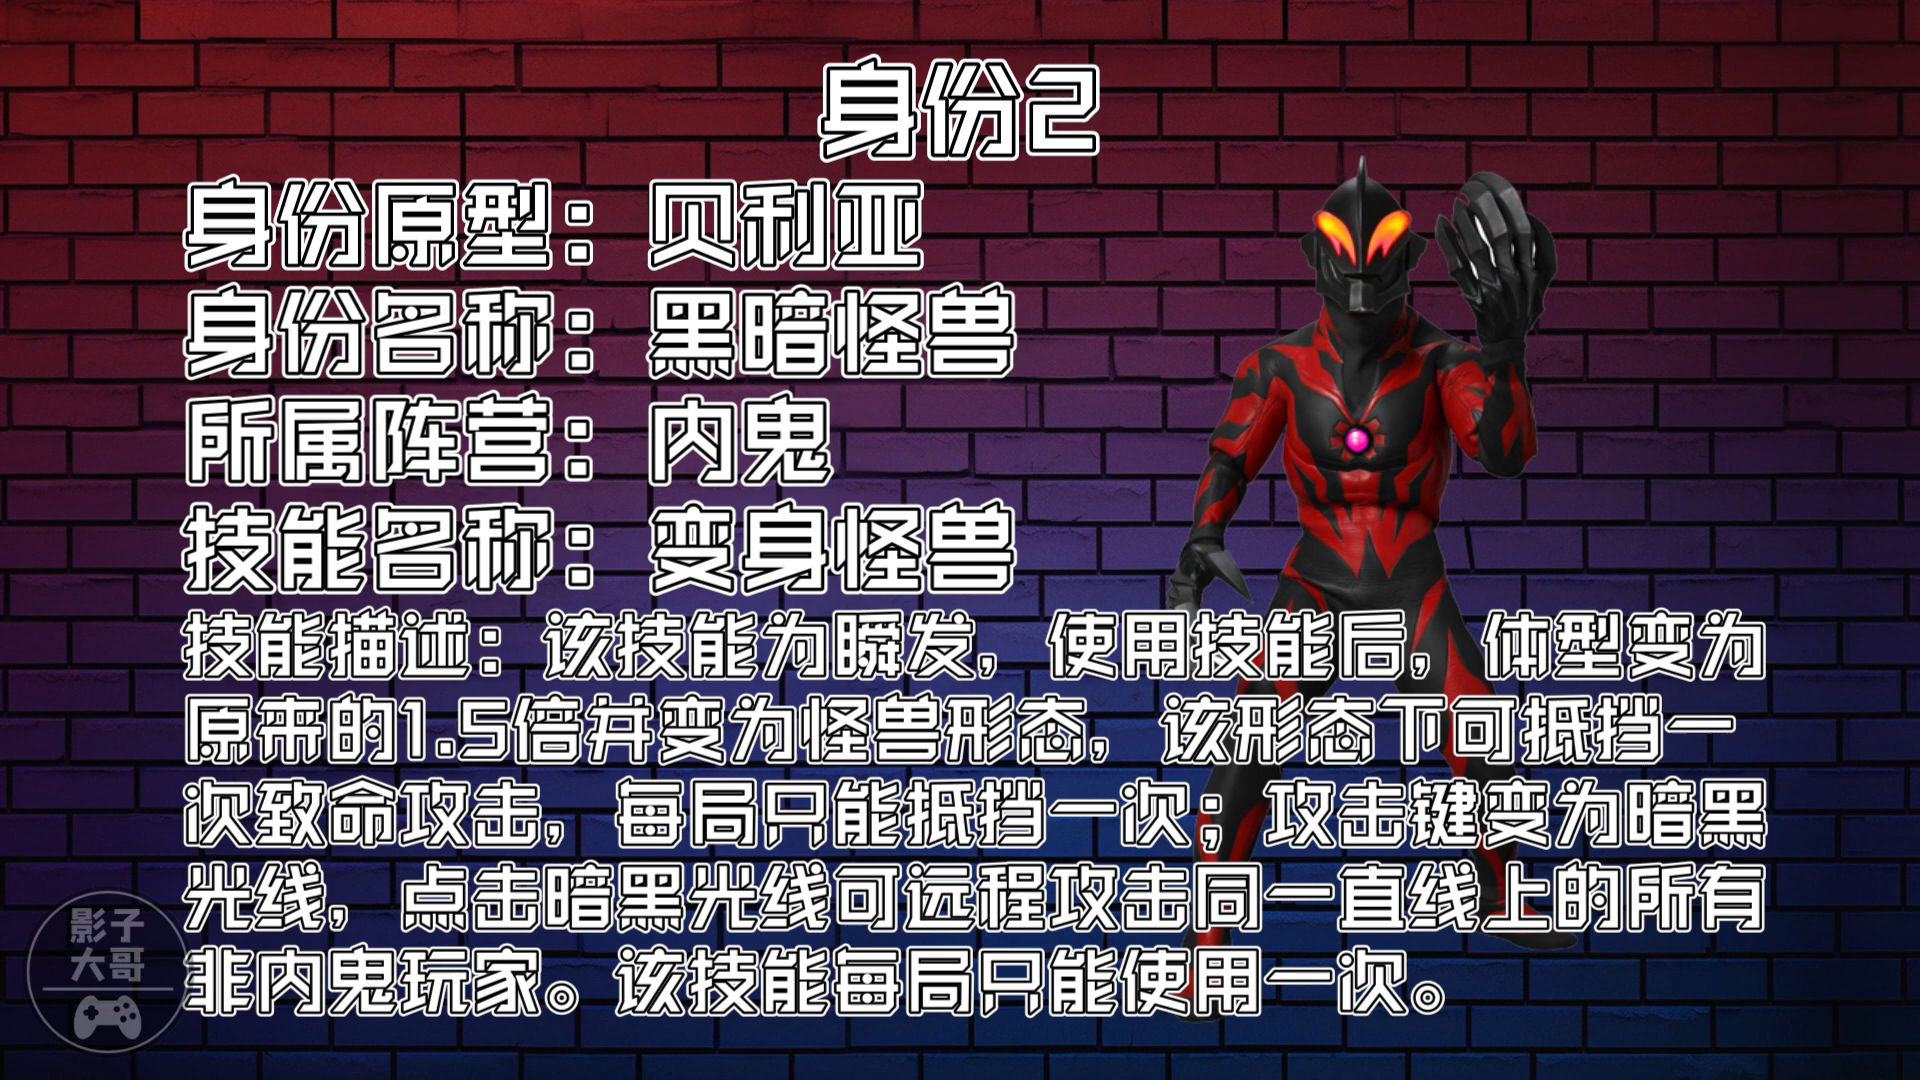 身份2
身份原型：贝利亚
身份名称：黑暗怪兽
所属阵营：内鬼
技能名称：变身怪兽
技能描述：该技能为瞬发，使用技能后，体型变为
原来的1.5倍并变为怪兽形态，该形态下可抵挡一
次致命攻击，每局只能抵挡一次；攻击键变为暗黑
光线，点击暗黑光线可远程攻击同一直线上的所有
非内鬼玩家。该技能每局只能使用一次。
影子
大哥